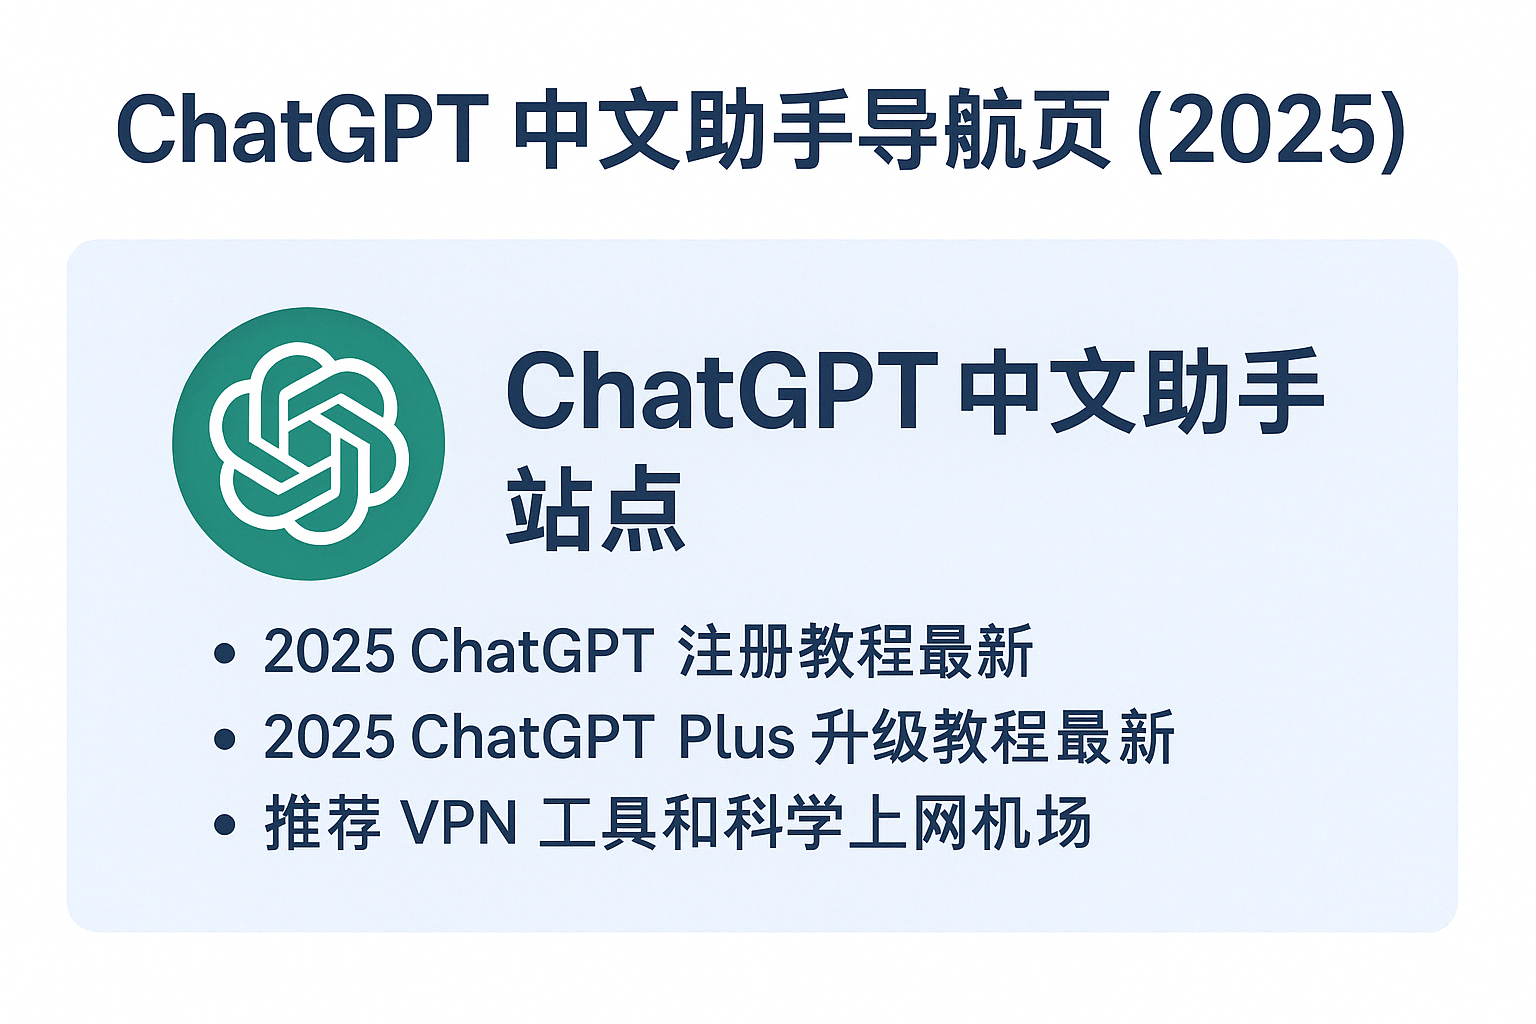 ChatGPT 中文助手导航页 (2025)
ChatGPT 中文助手
站点
• 2025 ChatGPT 注册教程最新
• 2025 ChatGPT Plus 升级教程最新
• 推荐 VPN 工具和科学上网机场